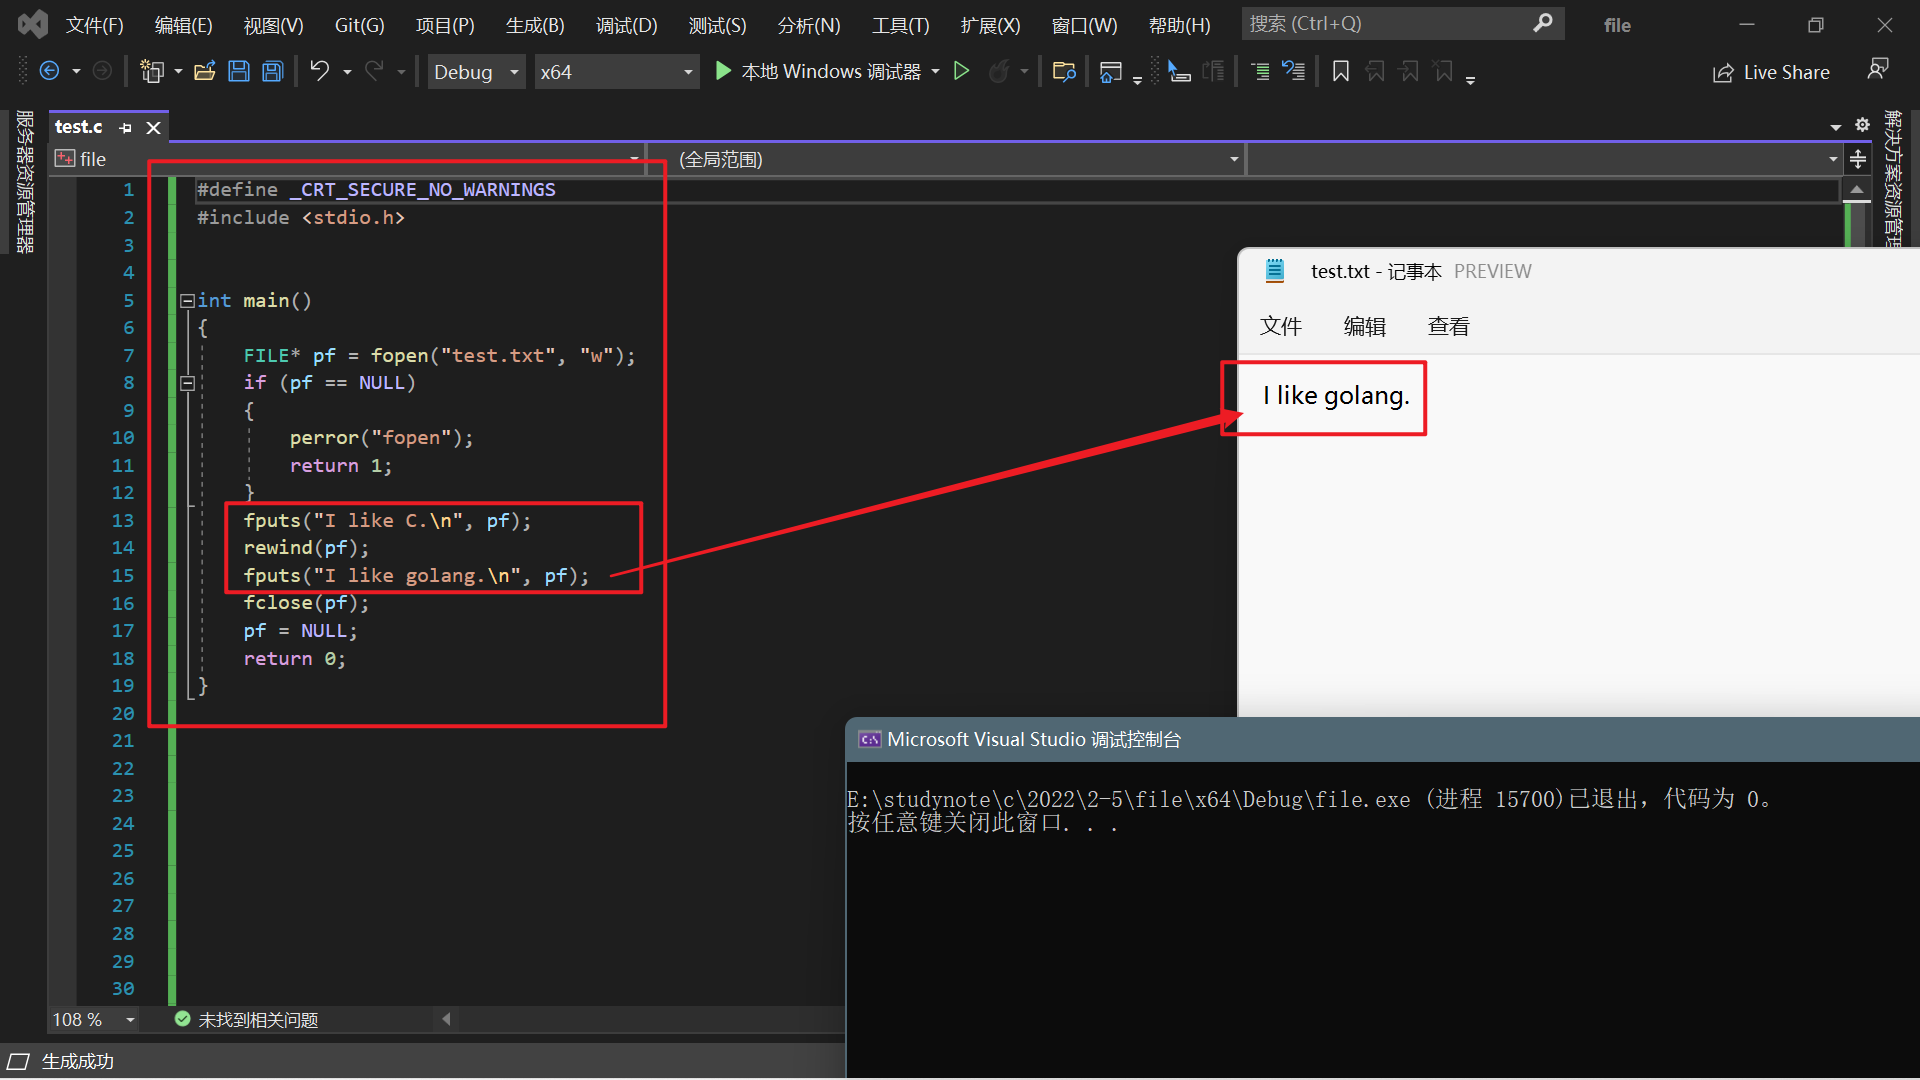 文件(F) 编辑(E) 视图(V) Git(G) 项目(P) 生成(B) 调试(D) 测试(S) 分析(N) 工具(T) 扩展(X) 窗口(W) 帮助(H) 搜索 (Ctrl+Q) file
Debug x64 本地 Windows 调试器 Live Share
服务器资源管理器
解决方案资源管理
test.c
file (全局范围)
1 #define _CRT_SECURE_NO_WARNINGS
2 #include <stdio.h>
3
4
5 int main()
6 {
7 FILE* pf = fopen("test.txt", "w");
8 if (pf == NULL)
9 {
10 perror("fopen");
11 return 1;
12 }
13 fputs("I like C.\n", pf);
14 rewind(pf);
15 fputs("I like golang.\n", pf);
16 fclose(pf);
17 pf = NULL;
18 return 0;
19 }
20
21
22
23
24
25
26
27
28
29
30
test.txt - 记事本 PREVIEW
文件 编辑 查看
I like golang.
Microsoft Visual Studio 调试控制台
E:\studynote\c\2022\2-5\file\x64\Debug\file.exe (进程 15700)已退出，代码为 0。
按任意键关闭此窗口. . .
108 % 未找到相关问题
生成成功